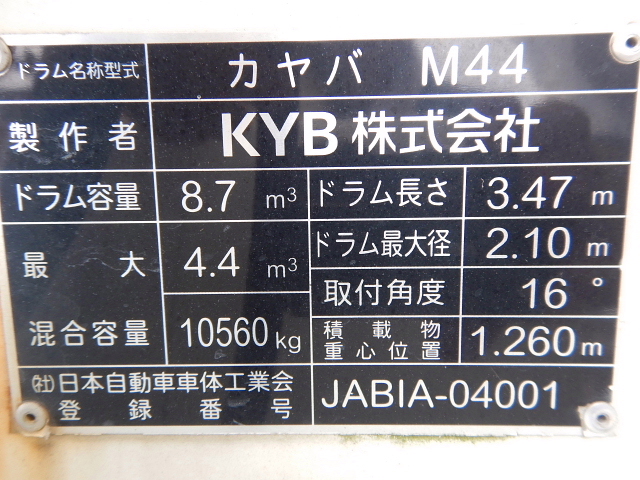 ドラム名称型式 カヤバ M44
製作者 KYB株式会社
ドラム容量 8.7 m³ ドラム長さ 3.47 m
最大 4.4 m³ ドラム最大径 2.10 m
取付角度 16°
混合容量 10560kg 積載物重心位置 1.260m
㈳日本自動車車体工業会
登録番号 JABIA-04001